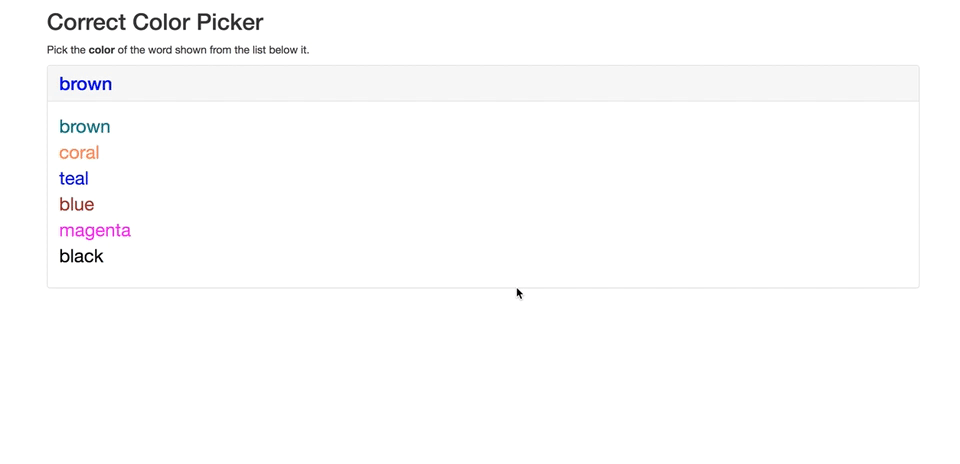 Correct Color Picker
Pick the color of the word shown from the list below it.
brown
brown
coral
teal
blue
magenta
black